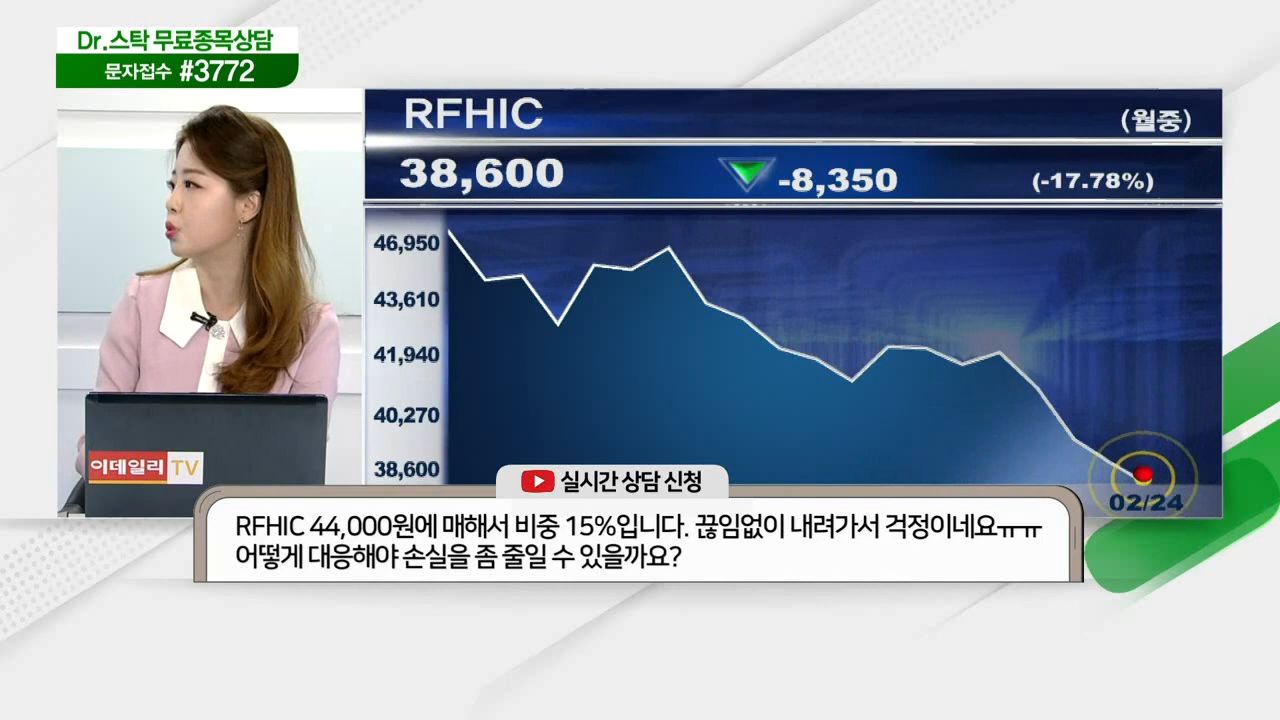 Dr.스탁 무료종목상담
문자접수 #3772
RFHIC
(월중)
38,600
-8,350
(-17.78%)
46,950
43,610
41,940
40,270
38,600
02/24
이데일리 TV
실시간 상담 신청
RFHIC 44,000원에 매해서 비중 15%입니다. 끊임없이 내려가서 걱정이네요ㅠㅠ
어떻게 대응해야 손실을 좀 줄일 수 있을까요?